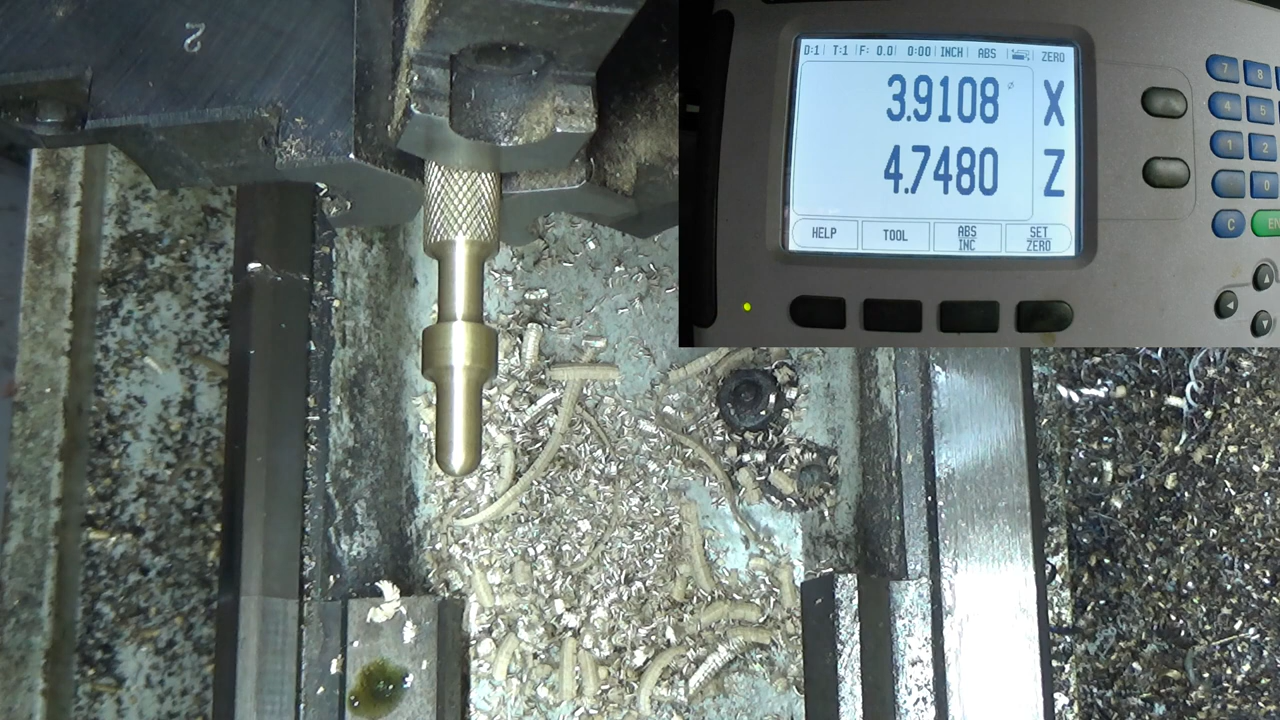 2
D:1 T:1 F: 0.0 0:00 INCH ABS ZERO
3.9108 ø X
4.7480 Z
HELP TOOL ABS INC SET ZERO
7 8
4 5
1 2
0
C EN